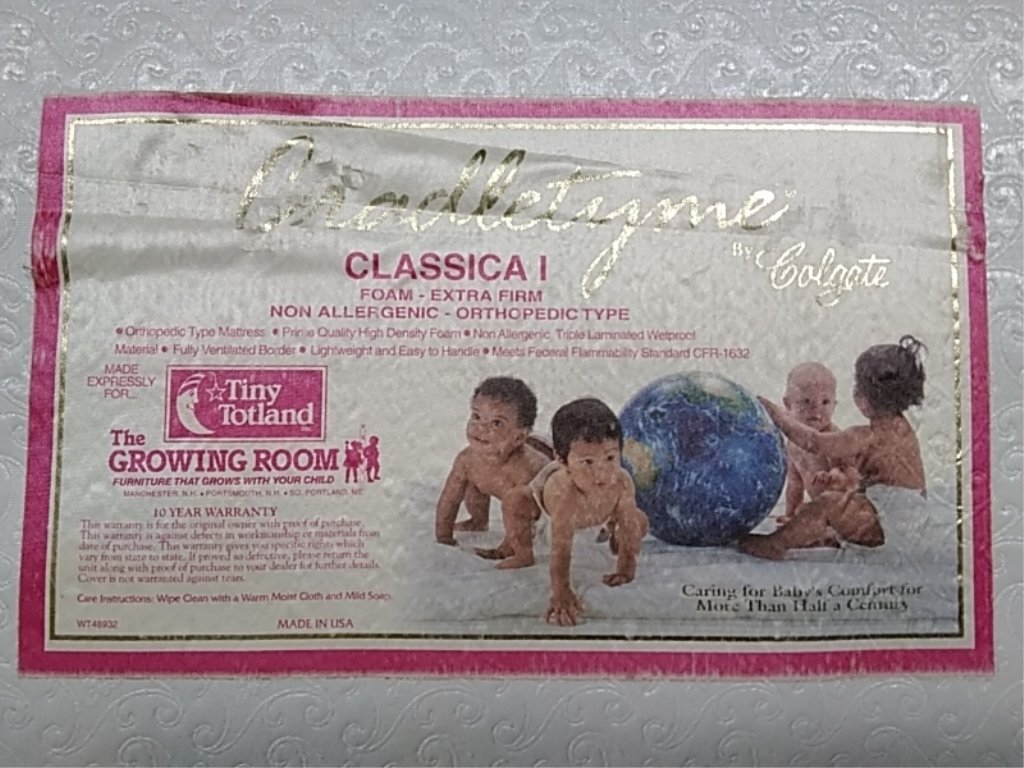 Cradletyme
By Colgate
CLASSICA I
FOAM - EXTRA FIRM
NON ALLERGENIC - ORTHOPEDIC TYPE
• Orthopedic Type Mattress • Prime Quality High Density Foam • Non Allergenic, Triple Laminated Wetproof
Material • Fully Ventilated Border • Lightweight and Easy to Handle • Meets Federal Flammability Standard CFR-1632
MADE
EXPRESSLY
FOR...
Tiny
Totland INC.
The
GROWING ROOM
FURNITURE THAT GROWS WITH YOUR CHILD
MANCHESTER, N.H. • PORTSMOUTH, N.H. • SO. PORTLAND, ME.
10 YEAR WARRANTY
This warranty is for the original owner with proof of purchase.
This warranty is against defects in workmanship or materials from
date of purchase. This warranty gives you specific rights which
vary from state to state. If proved so defective, please return the
unit along with proof of purchase to your dealer for further details.
Cover is not warranted against tears.
Care Instructions: Wipe Clean with a Warm Moist Cloth and Mild Soap.
WT48932
MADE IN USA
Caring for Baby's Comfort for
More Than Half a Century